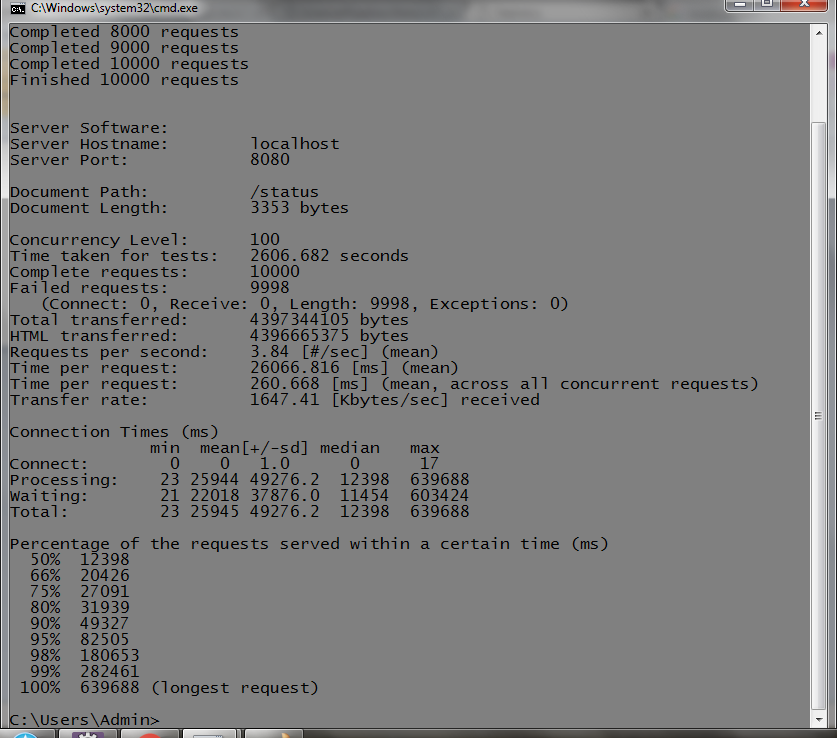 C:\Windows\system32\cmd.exe
Completed 8000 requests
Completed 9000 requests
Completed 10000 requests
Finished 10000 requests
Server Software:
Server Hostname: localhost
Server Port: 8080
Document Path: /status
Document Length: 3353 bytes
Concurrency Level: 100
Time taken for tests: 2606.682 seconds
Complete requests: 10000
Failed requests: 9998
(Connect: 0, Receive: 0, Length: 9998, Exceptions: 0)
Total transferred: 4397344105 bytes
HTML transferred: 4396665375 bytes
Requests per second: 3.84 [#/sec] (mean)
Time per request: 26066.816 [ms] (mean)
Time per request: 260.668 [ms] (mean, across all concurrent requests)
Transfer rate: 1647.41 [Kbytes/sec] received
Connection Times (ms)
min mean[+/-sd] median max
Connect: 0 0 1.0 0 17
Processing: 23 25944 49276.2 12398 639688
Waiting: 21 22018 37876.0 11454 603424
Total: 23 25945 49276.2 12398 639688
Percentage of the requests served within a certain time (ms)
50% 12398
66% 20426
75% 27091
80% 31939
90% 49327
95% 82505
98% 180653
99% 282461
100% 639688 (longest request)
C:\Users\Admin>